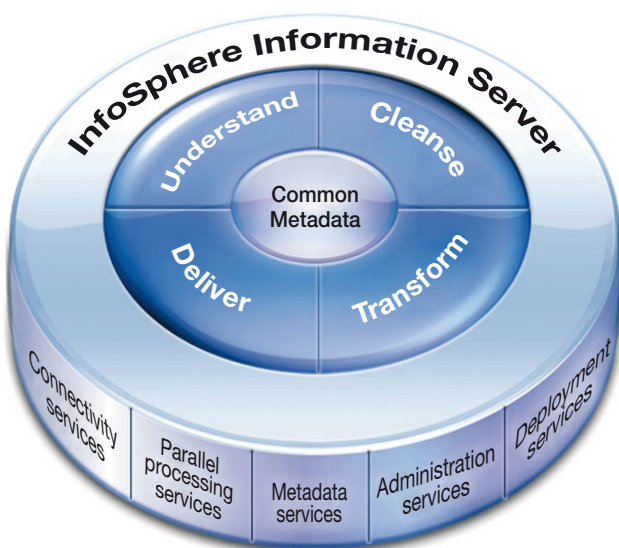 InfoSphere Information Server
Understand
Cleanse
Common
Metadata
Deliver
Transform
Connectivity
services
Parallel
processing
services
Metadata
services
Administration
services
Deployment
services